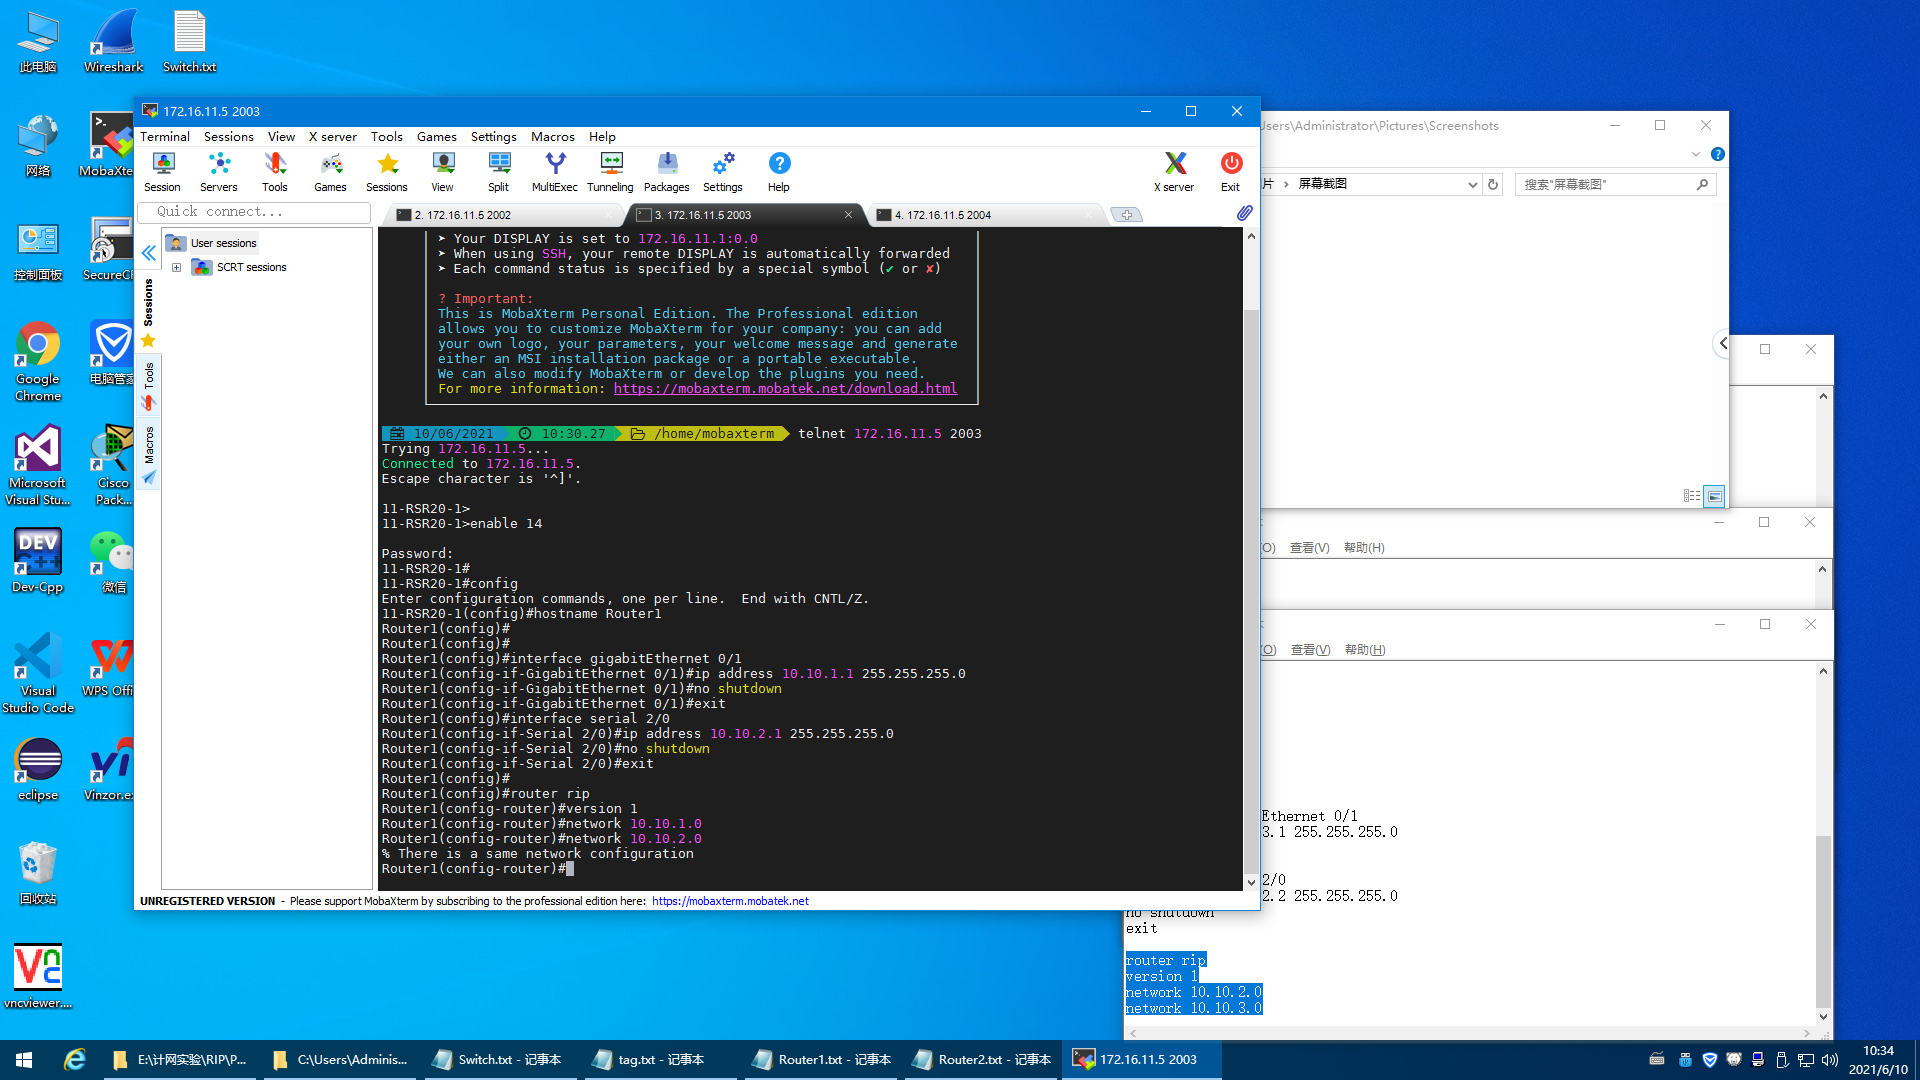 此电脑
Wireshark
Switch.txt
网络
MobaXte...
控制面板
SecureC...
Google Chrome
电脑管家
Microsoft Visual Stu...
Cisco Pack...
Dev-Cpp
微信
Visual Studio Code
WPS Offi...
eclipse
Vinzor.ex...
回收站
vncviewer....
172.16.11.5 2003
Terminal Sessions View X server Tools Games Settings Macros Help
Session Servers Tools Games Sessions View Split MultiExec Tunneling Packages Settings Help X server Exit
Quick connect...
2. 172.16.11.5 2002
3. 172.16.11.5 2003
4. 172.16.11.5 2004
User sessions
SCRT sessions
Sessions
Tools
Macros
➤ Your DISPLAY is set to 172.16.11.1:0.0
➤ When using SSH, your remote DISPLAY is automatically forwarded
➤ Each command status is specified by a special symbol (✔ or ✘)
? Important:
This is MobaXterm Personal Edition. The Professional edition
allows you to customize MobaXterm for your company: you can add
your own logo, your parameters, your welcome message and generate
either an MSI installation package or a portable executable.
We can also modify MobaXterm or develop the plugins you need.
For more information: https://mobaxterm.mobatek.net/download.html
10/06/2021 10:30.27 /home/mobaxterm telnet 172.16.11.5 2003
Trying 172.16.11.5...
Connected to 172.16.11.5.
Escape character is '^]'.
11-RSR20-1>
11-RSR20-1>enable 14
Password:
11-RSR20-1#
11-RSR20-1#config
Enter configuration commands, one per line.  End with CNTL/Z.
11-RSR20-1(config)#hostname Router1
Router1(config)#
Router1(config)#
Router1(config)#interface gigabitEthernet 0/1
Router1(config-if-GigabitEthernet 0/1)#ip address 10.10.1.1 255.255.255.0
Router1(config-if-GigabitEthernet 0/1)#no shutdown
Router1(config-if-GigabitEthernet 0/1)#exit
Router1(config)#interface serial 2/0
Router1(config-if-Serial 2/0)#ip address 10.10.2.1 255.255.255.0
Router1(config-if-Serial 2/0)#no shutdown
Router1(config-if-Serial 2/0)#exit
Router1(config)#
Router1(config)#router rip
Router1(config-router)#version 1
Router1(config-router)#network 10.10.1.0
Router1(config-router)#network 10.10.2.0
% There is a same network configuration
Router1(config-router)#
UNREGISTERED VERSION - Please support MobaXterm by subscribing to the professional edition here: https://mobaxterm.mobatek.net
sers\Administrator\Pictures\Screenshots
片 › 屏幕截图
搜索"屏幕截图"
(O) 查看(V) 帮助(H)
(O) 查看(V) 帮助(H)
Ethernet 0/1
3.1 255.255.255.0
2/0
2.2 255.255.255.0
no shutdown
exit
router rip
version 1
network 10.10.2.0
network 10.10.3.0
E:\计网实验\RIP\P...
C:\Users\Adminis...
Switch.txt - 记事本
tag.txt - 记事本
Router1.txt - 记事本
Router2.txt - 记事本
172.16.11.5 2003
10:34
2021/6/10